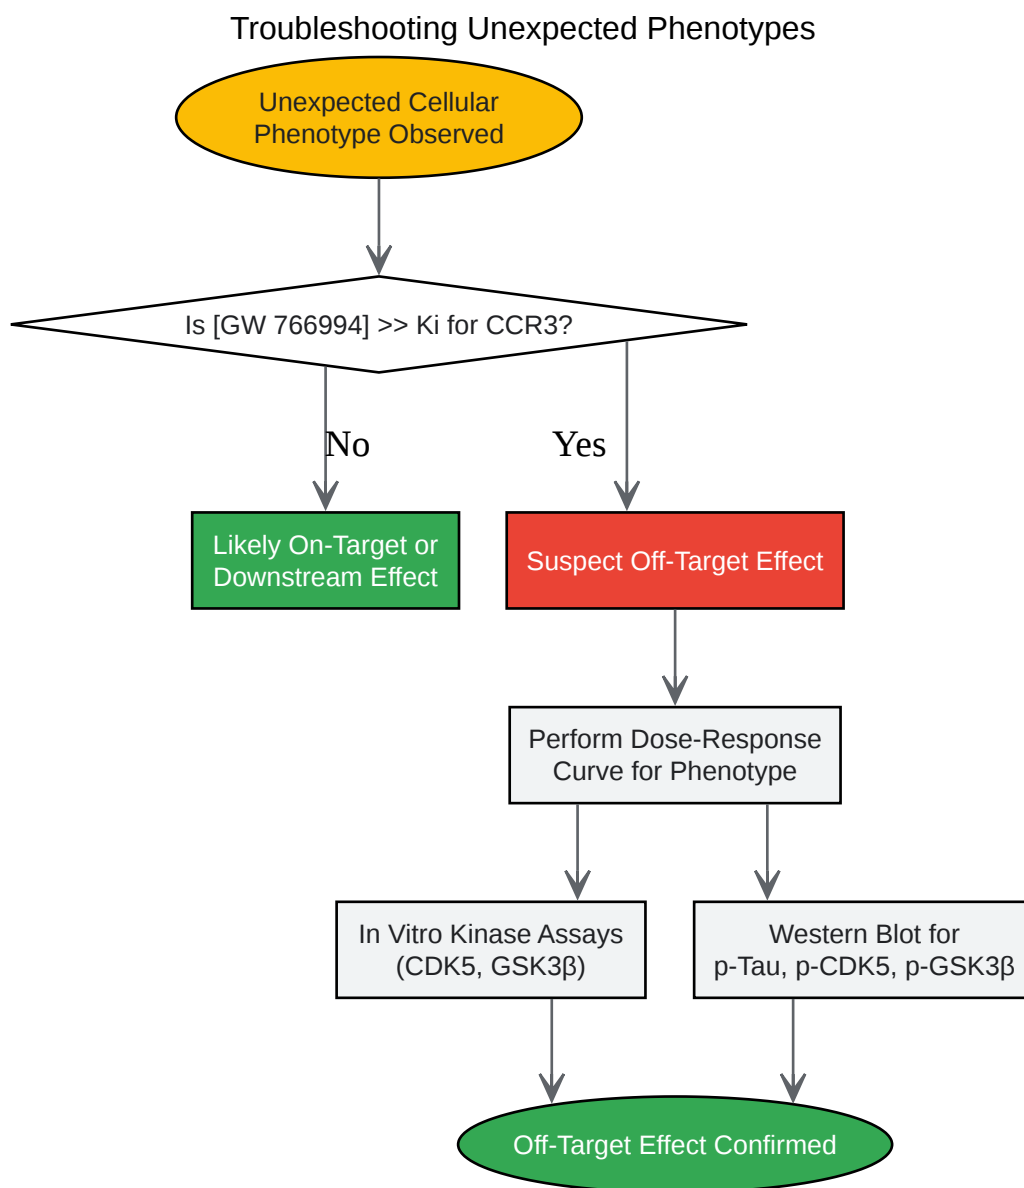 Troubleshooting Unexpected Phenotypes
Unexpected Cellular
Phenotype Observed
Is [GW 766994] >> Ki for CCR3?
No
Yes
Likely On-Target or
Downstream Effect
Suspect Off-Target Effect
Perform Dose-Response
Curve for Phenotype
In Vitro Kinase Assays
(CDK5, GSK3β)
Western Blot for
p-Tau, p-CDK5, p-GSK3β
Off-Target Effect Confirmed